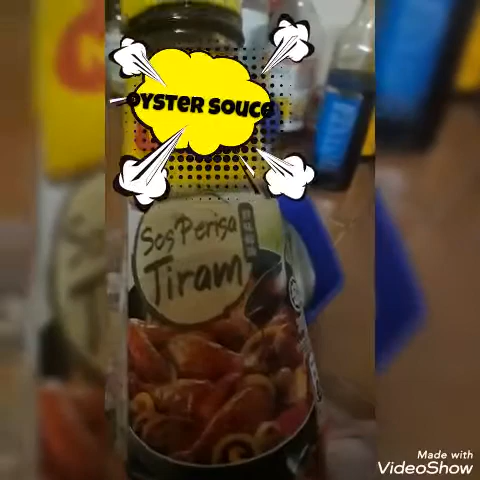 OYSTER SOUCE
Sos Perisa
Tiram
Made with
VideoShow